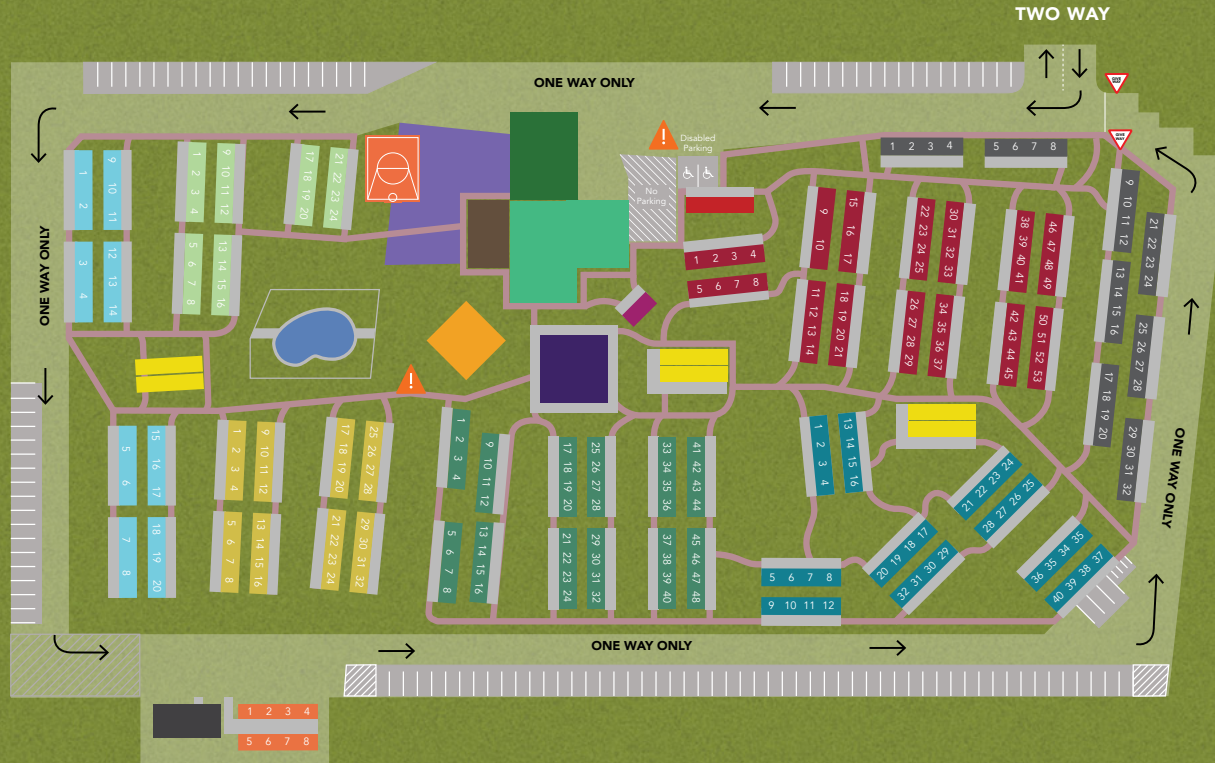 TWO WAY
ONE WAY ONLY
GIVE WAY
GIVE WAY
Disabled
Parking
No
Parking
ONE WAY ONLY
ONE WAY ONLY
ONE WAY ONLY
!
!
1 2
3 4
9 10 11
12 13 14
5 6
7 8
15 16 17
18 19 20
1 2 3 4
5 6 7 8
9 10 11 12
13 14 15 16
17 18 19 20
21 22 23 24
1 2 3 4
5 6 7 8
9 10 11 12
13 14 15 16
17 18 19 20
21 22 23 24
25 26 27 28
29 30 31 32
1 2 3 4
5 6 7 8
9 10 11 12
13 14 15 16
17 18 19 20
21 22 23 24
25 26 27 28
29 30 31 32
33 34 35 36
37 38 39 40
41 42 43 44
45 46 47 48
1 2 3 4
5 6 7 8
9 10
11 12 13 14
15 16 17
18 19 20 21
22 23 24 25
26 27 28 29
30 31 32 33
34 35 36 37
38 39 40 41
42 43 44 45
46 47 48 49
50 51 52 53
1 2 3 4
5 6 7 8
9 10 11 12
13 14 15 16
17 18 19 20
21 22 23 24
25 26 27 28
29 30 31 32
1 2 3 4
13 14 15 16
5 6 7 8
9 10 11 12
20 19 18 17
32 31 30 29
21 22 23 24
28 27 26 25
36 35 34 35
40 39 38 37
1 2 3 4
5 6 7 8